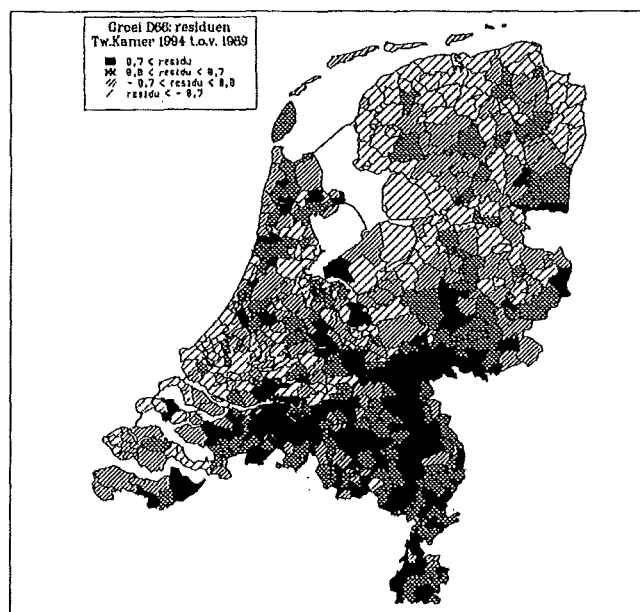 Groei D66: residuen
Tw.Kamer 1994 t.o.v. 1989
0,7 < residu
0,0 < residu < 0,7
- 0,7 < residu < 0,0
residu < - 0,7